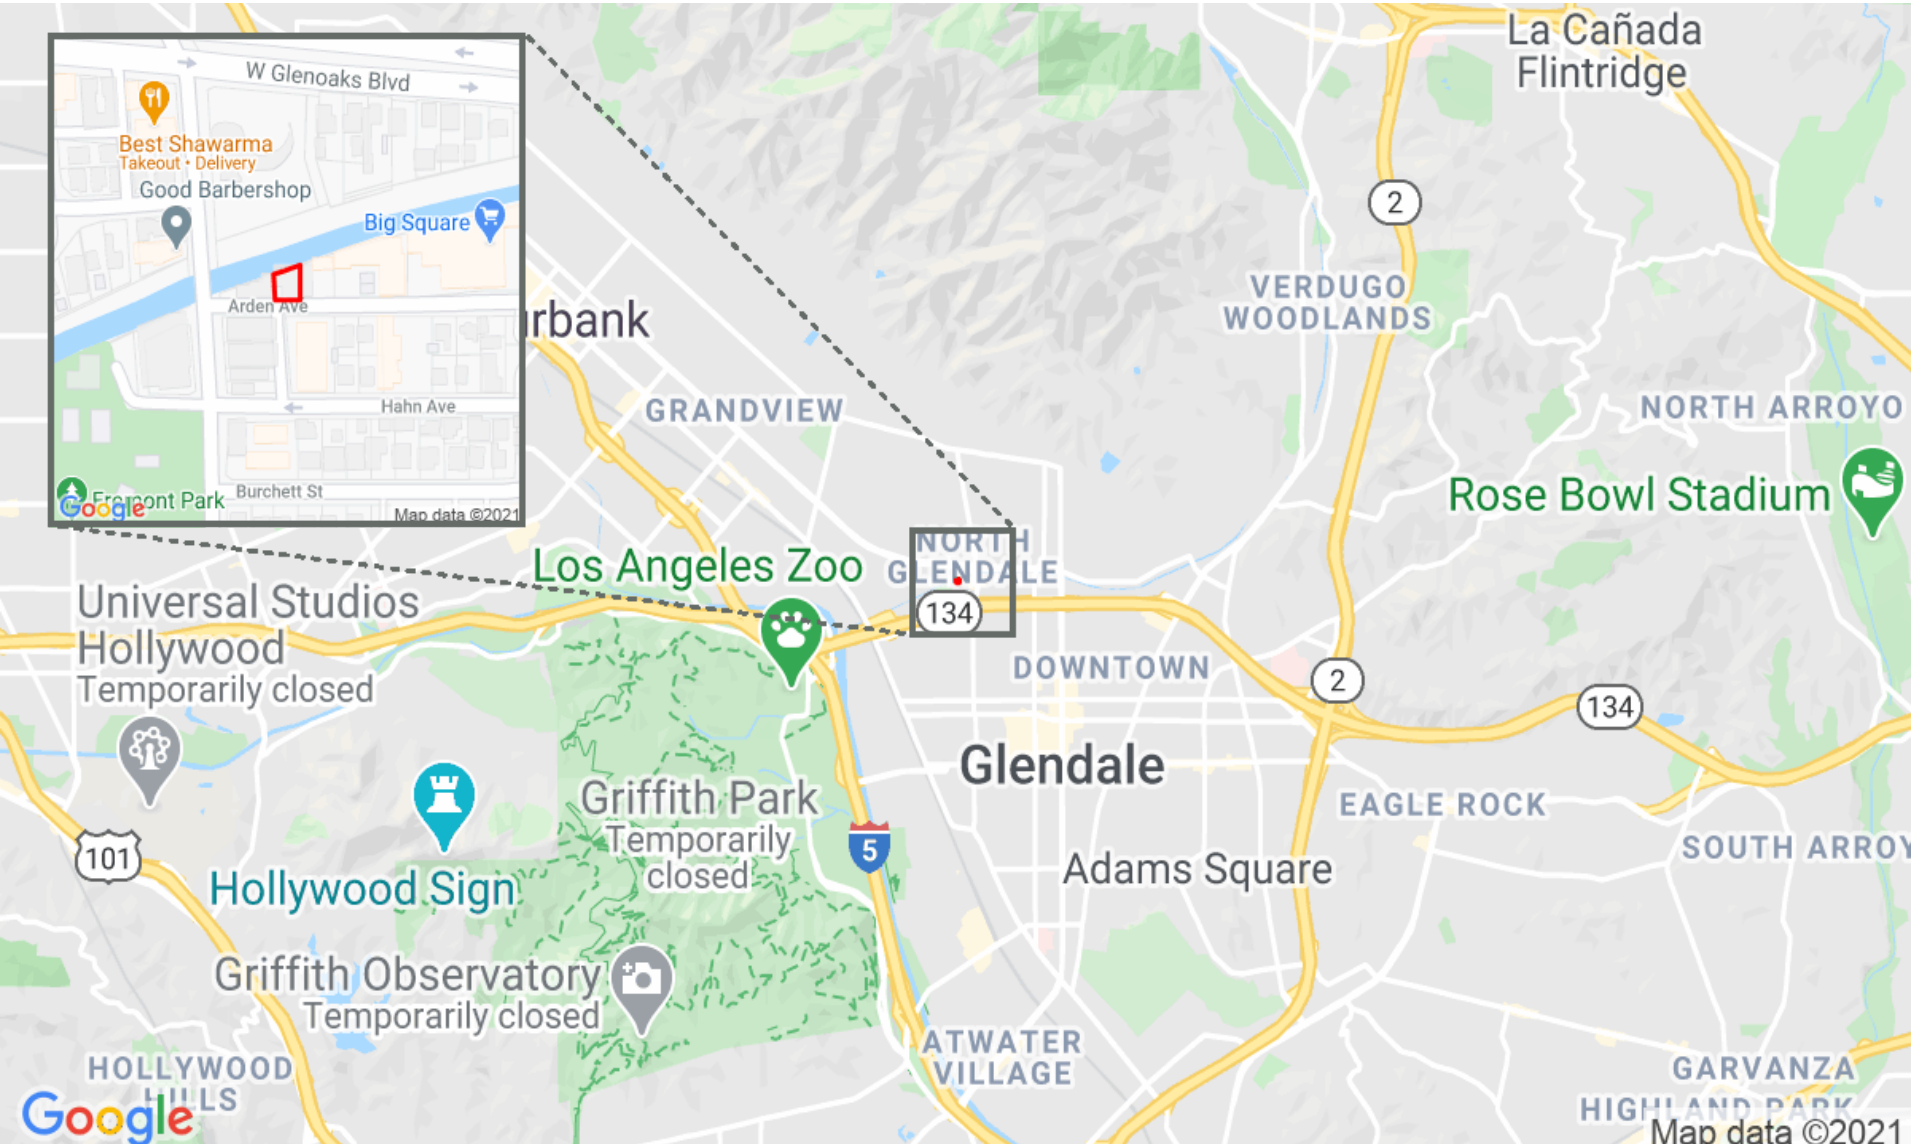 W Glenoaks Blvd
Best Shawarma
Takeout • Delivery
Good Barbershop
Big Square
Arden Ave
Hahn Ave
Burchett St
Fremont Park
Google
Map data ©2021
La Cañada
Flintridge
2
VERDUGO
WOODLANDS
rbank
GRANDVIEW
NORTH ARROYO
Rose Bowl Stadium
NORTH
GLENDALE
Los Angeles Zoo
134
Universal Studios
Hollywood
Temporarily closed
DOWNTOWN
2
134
Glendale
Griffith Park
Temporarily
closed
EAGLE ROCK
SOUTH ARROY
101
5
Adams Square
Hollywood Sign
Griffith Observatory
Temporarily closed
ATWATER
VILLAGE
HOLLYWOOD
HILLS
GARVANZA
HIGHLAND PARK
Google
Map data ©2021